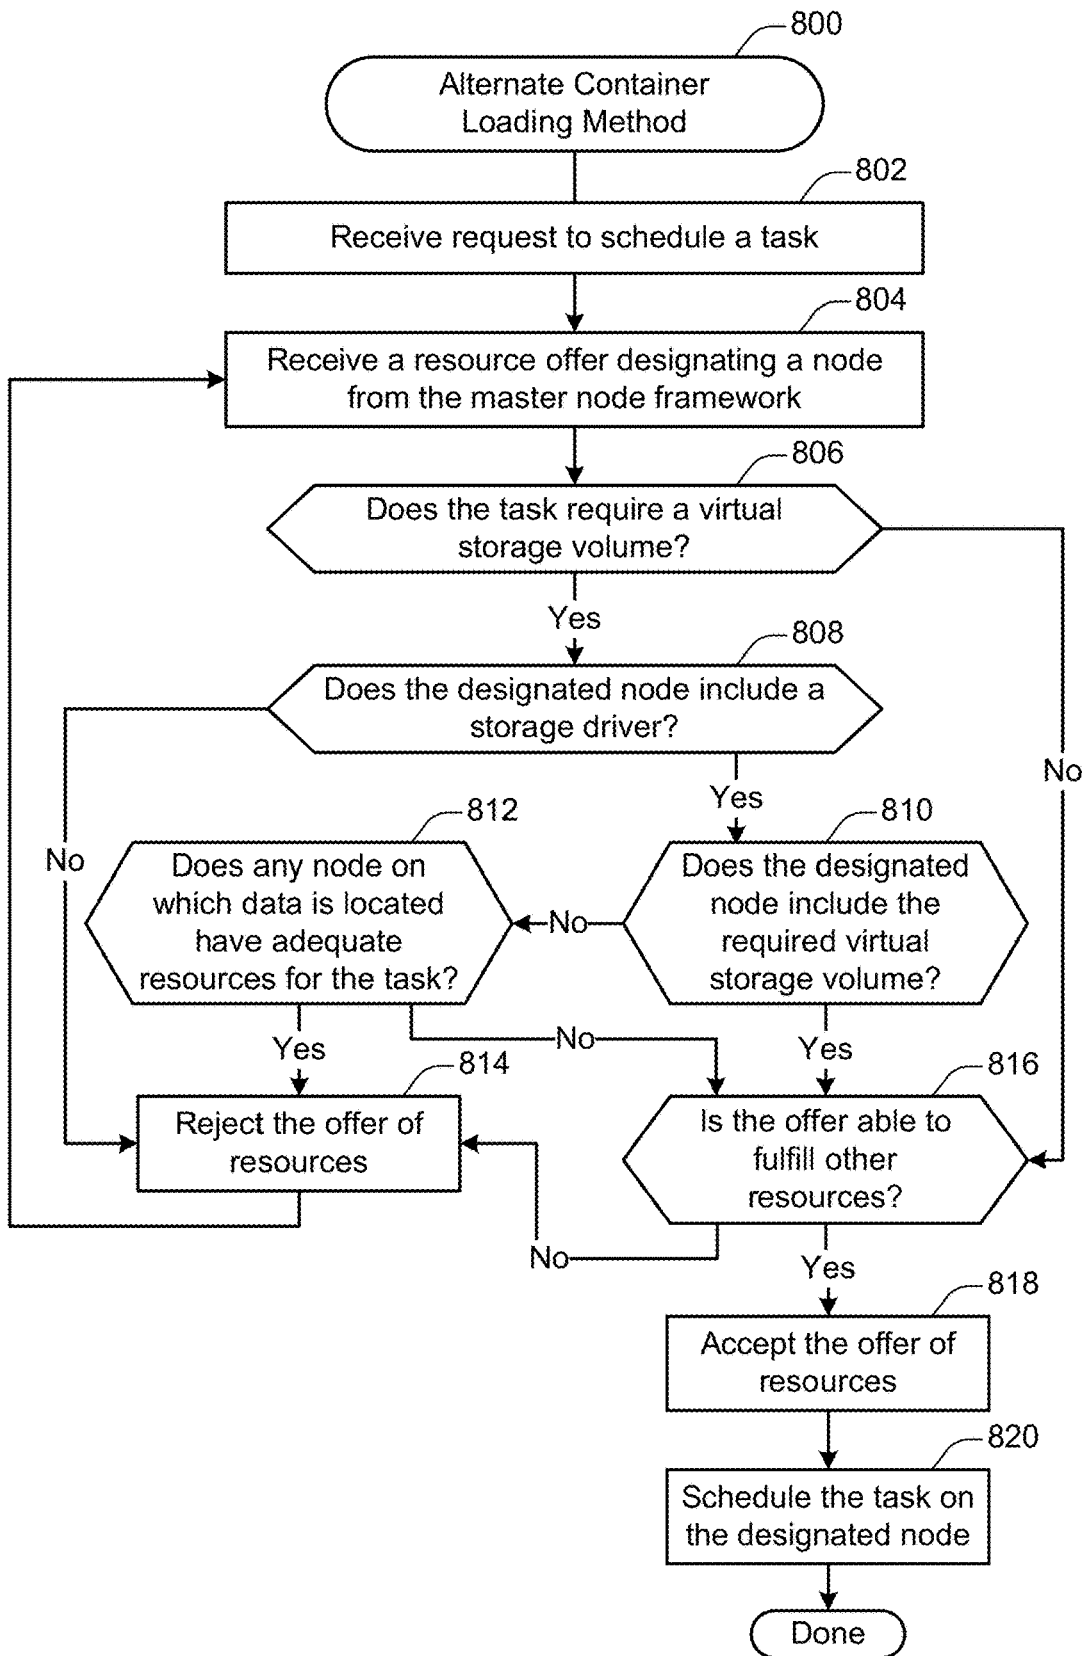 800
Alternate Container
Loading Method
802
Receive request to schedule a task
804
Receive a resource offer designating a node
from the master node framework
806
Does the task require a virtual
storage volume?
Yes
808
Does the designated node include a
storage driver?
No
Yes
No
812
810
Does any node on
which data is located
have adequate
resources for the task?
No
Does the designated
node include the
required virtual
storage volume?
Yes
No
Yes
814
816
Reject the offer of
resources
Is the offer able to
fulfill other
resources?
No
Yes
818
Accept the offer of
resources
820
Schedule the task on
the designated node
Done